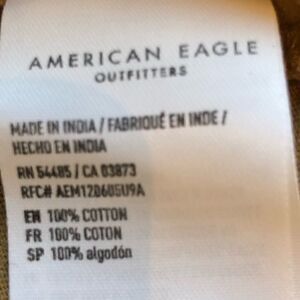 AMERICAN EAGLE
OUTFITTERS
MADE IN INDIA / FABRIQUÉ EN INDE /
HECHO EN INDIA
RN 54485 / CA 03873
RFC# AEM120605U9A
EN 100% COTTON
FR 100% COTON
SP 100% algodón